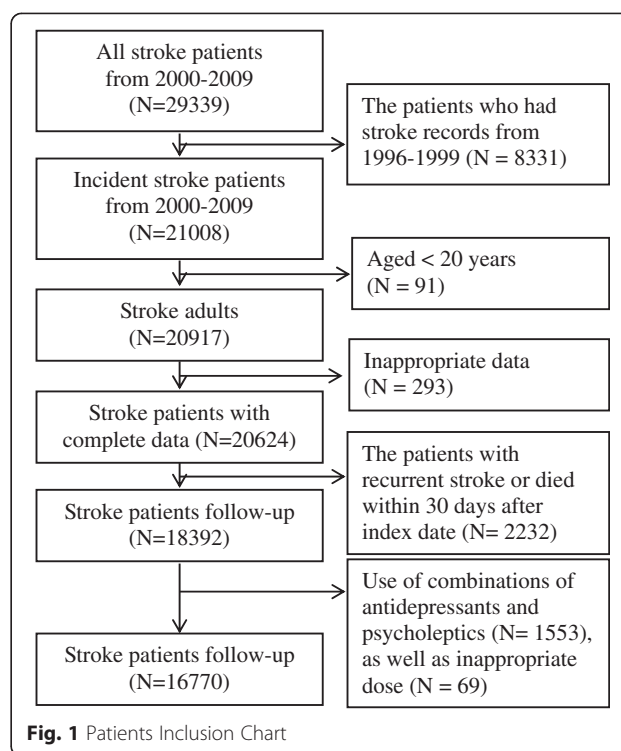 All stroke patients
from 2000-2009
(N=29339)
The patients who had
stroke records from
1996-1999 (N = 8331)
Incident stroke patients
from 2000-2009
(N=21008)
Aged < 20 years
(N = 91)
Stroke adults
(N=20917)
Inappropriate data
(N = 293)
Stroke patients with
complete data (N=20624)
The patients with
recurrent stroke or died
within 30 days after
index date (N= 2232)
Stroke patients follow-up
(N=18392)
Use of combinations of
antidepressants and
psycholeptics (N= 1553),
as well as inappropriate
dose (N = 69)
Stroke patients follow-up
(N=16770)
Fig. 1 Patients Inclusion Chart